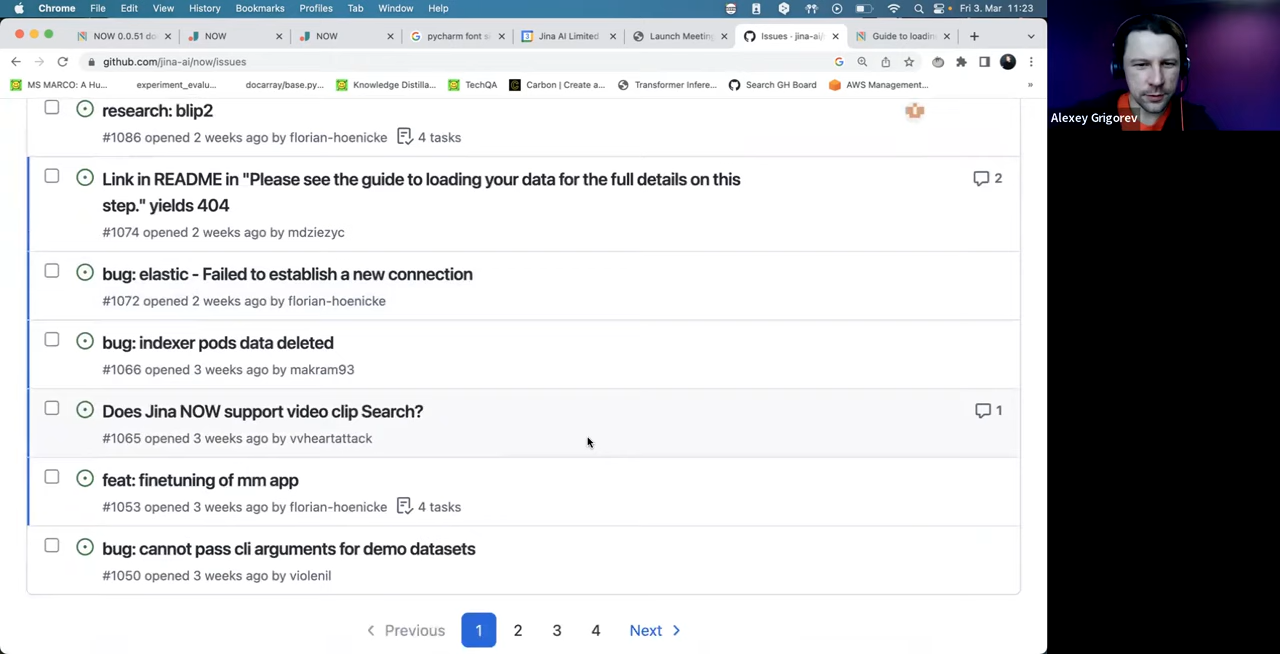 Chrome File Edit View History Bookmarks Profiles Tab Window Help Fri 3. Mar 11:23
NOW 0.0.51 do NOW NOW pycharm font s Jina AI Limited Launch Meetin Issues · jina-ai/ Guide to loadin
github.com/jina-ai/now/issues
MS MARCO: A Hu... experiment_evalu... docarray/base.py... Knowledge Distilla... TechQA Carbon | Create a... Transformer Infere... Search GH Board AWS Management... »
research: blip2
#1086 opened 2 weeks ago by florian-hoenicke 4 tasks
Link in README in "Please see the guide to loading your data for the full details on this
step." yields 404
2
#1074 opened 2 weeks ago by mdziezyc
bug: elastic - Failed to establish a new connection
#1072 opened 2 weeks ago by florian-hoenicke
bug: indexer pods data deleted
#1066 opened 3 weeks ago by makram93
Does Jina NOW support video clip Search?
1
#1065 opened 3 weeks ago by vvheartattack
feat: finetuning of mm app
#1053 opened 3 weeks ago by florian-hoenicke 4 tasks
bug: cannot pass cli arguments for demo datasets
#1050 opened 3 weeks ago by violenil
Previous 1 2 3 4 Next
Alexey Grigorev